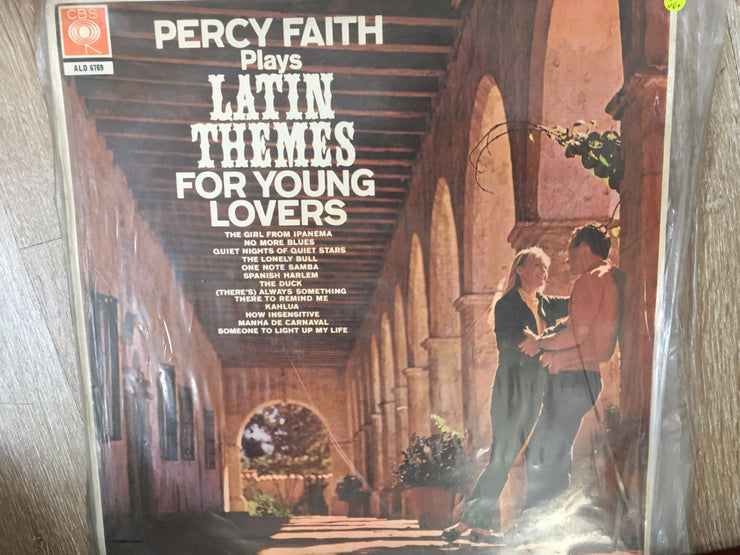 CBS
ALD 6769
PERCY FAITH
Plays
LATIN
THEMES
FOR YOUNG
LOVERS
THE GIRL FROM IPANEMA
NO MORE BLUES
QUIET NIGHTS OF QUIET STARS
THE LONELY BULL
ONE NOTE SAMBA
SPANISH HARLEM
THE DUCK
(THERE'S) ALWAYS SOMETHING
THERE TO REMIND ME
KAHLUA
HOW INSENSITIVE
MANHA DE CARNAVAL
SOMEONE TO LIGHT UP MY LIFE